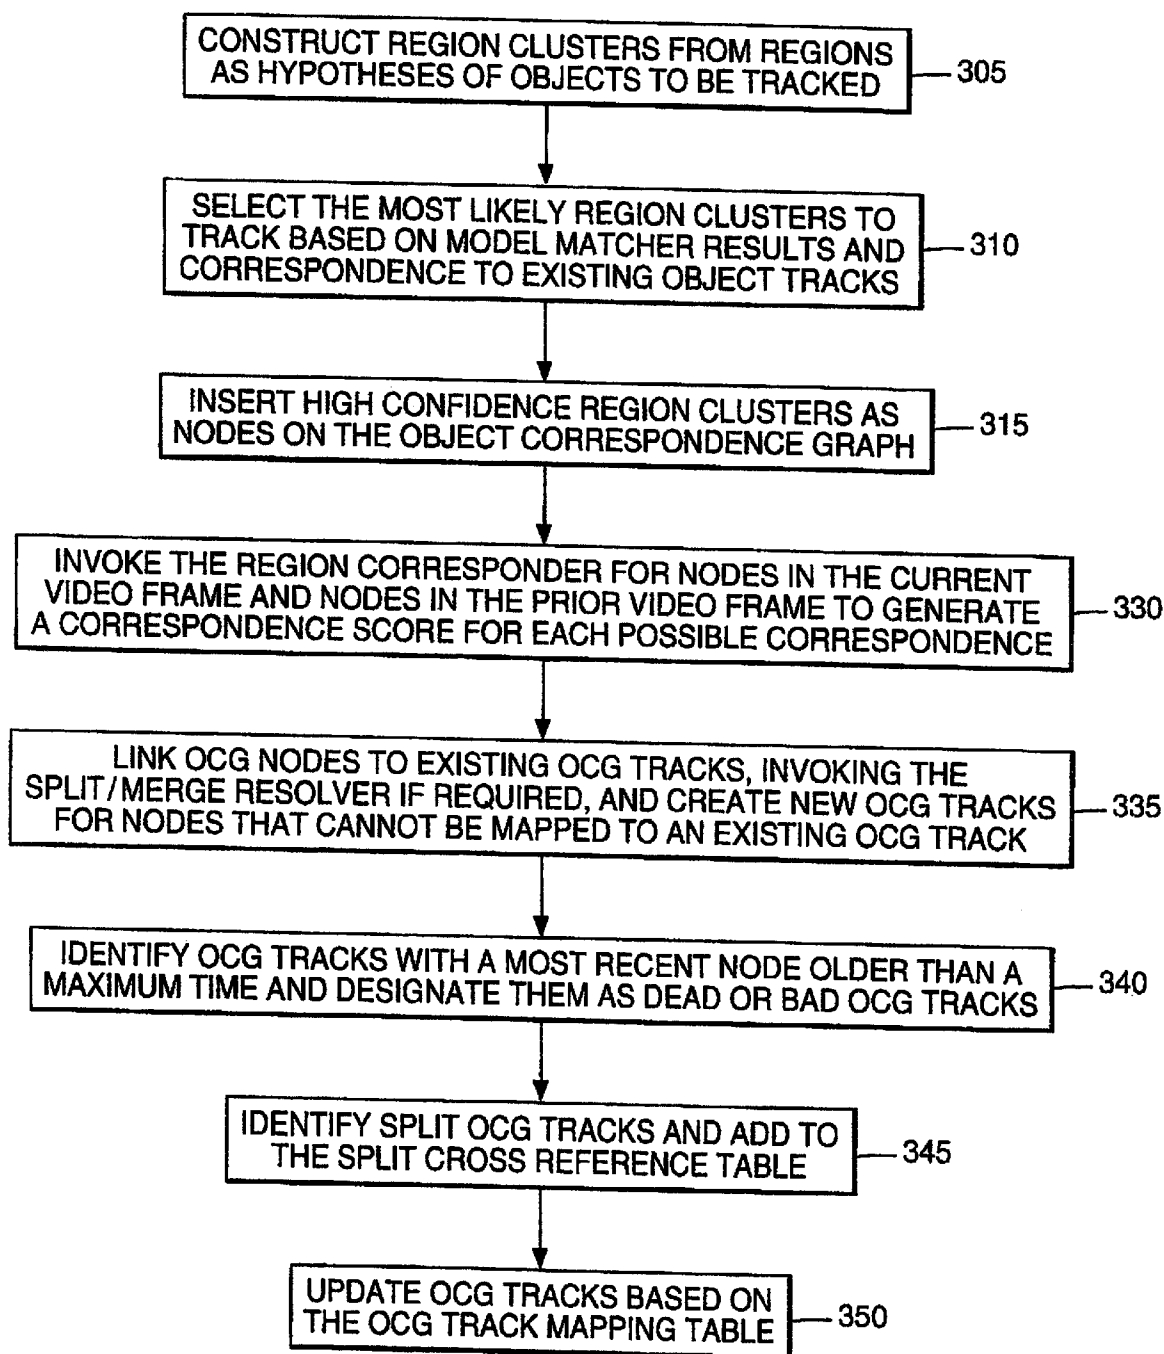 CONSTRUCT REGION CLUSTERS FROM REGIONS
AS HYPOTHESES OF OBJECTS TO BE TRACKED
305
SELECT THE MOST LIKELY REGION CLUSTERS TO
TRACK BASED ON MODEL MATCHER RESULTS AND
CORRESPONDENCE TO EXISTING OBJECT TRACKS
310
INSERT HIGH CONFIDENCE REGION CLUSTERS AS
NODES ON THE OBJECT CORRESPONDENCE GRAPH
315
INVOKE THE REGION CORRESPONDER FOR NODES IN THE CURRENT
VIDEO FRAME AND NODES IN THE PRIOR VIDEO FRAME TO GENERATE
A CORRESPONDENCE SCORE FOR EACH POSSIBLE CORRESPONDENCE
330
LINK OCG NODES TO EXISTING OCG TRACKS, INVOKING THE
SPLIT/MERGE RESOLVER IF REQUIRED, AND CREATE NEW OCG TRACKS
FOR NODES THAT CANNOT BE MAPPED TO AN EXISTING OCG TRACK
335
IDENTIFY OCG TRACKS WITH A MOST RECENT NODE OLDER THAN A
MAXIMUM TIME AND DESIGNATE THEM AS DEAD OR BAD OCG TRACKS
340
IDENTIFY SPLIT OCG TRACKS AND ADD TO
THE SPLIT CROSS REFERENCE TABLE
345
UPDATE OCG TRACKS BASED ON
THE OCG TRACK MAPPING TABLE
350